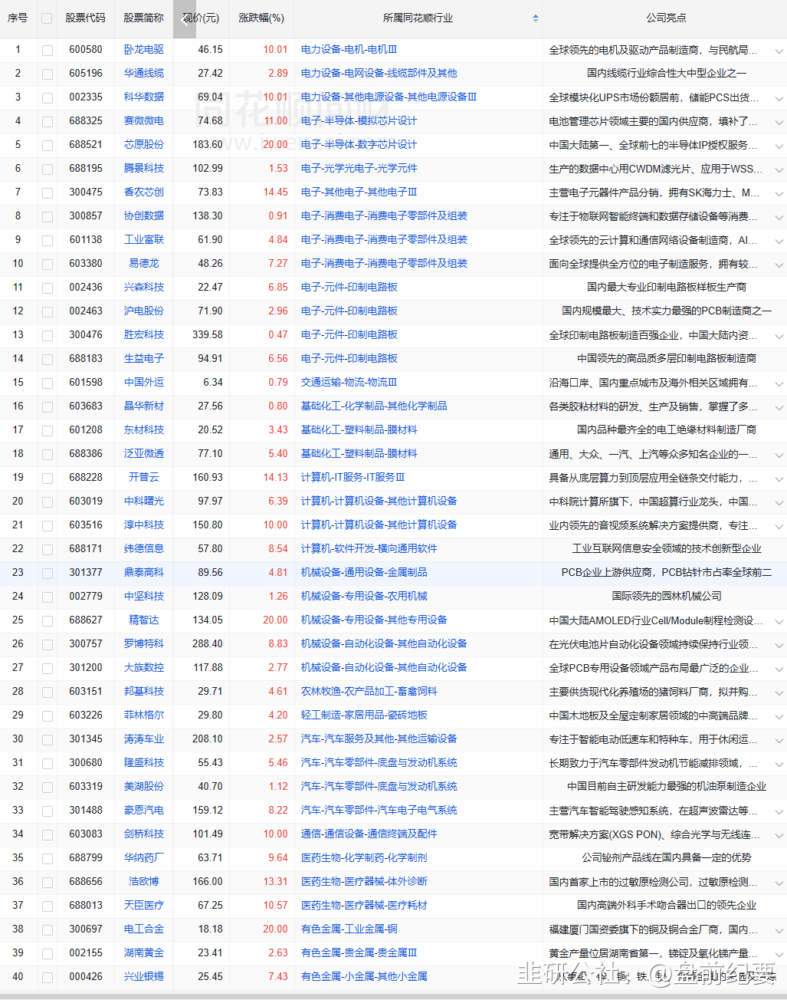 序号 股票代码 股票简称 现价(元) 涨跌幅(%) 所属同花顺行业 公司亮点
1 600580 卧龙电驱 46.15 10.01 电力设备-电机-电机Ⅲ 全球领先的电机及驱动产品制造商，与民航局...
2 605196 华通线缆 27.42 2.89 电力设备-电网设备-线缆部件及其他 国内线缆行业综合性大中型企业之一
3 002335 科华数据 69.04 10.01 电力设备-其他电源设备-其他电源设备Ⅲ 全球模块化UPS市场份额居前，储能PCS出货...
4 688325 赛微微电 74.68 11.00 电子-半导体-模拟芯片设计 电池管理芯片领域主要的国内供应商，填补了...
5 688521 芯原股份 183.60 20.00 电子-半导体-数字芯片设计 中国大陆第一、全球前七的半导体IP授权服务...
6 688195 腾景科技 102.99 1.53 电子-光学光电子-光学元件 生产的数据中心用CWDM滤光片、应用于WSS...
7 300475 香农芯创 73.83 14.45 电子-其他电子-其他电子Ⅲ 主营电子元器件产品分销，拥有SK海力士、M...
8 300857 协创数据 138.30 0.91 电子-消费电子-消费电子零部件及组装 专注于物联网智能终端和数据存储设备等消费...
9 601138 工业富联 61.90 4.84 电子-消费电子-消费电子零部件及组装 全球领先的云计算和通信网络设备制造商，AI...
10 603380 易德龙 48.26 7.27 电子-消费电子-消费电子零部件及组装 面向全球提供全方位的电子制造服务，拥有较...
11 002436 兴森科技 22.47 6.85 电子-元件-印制电路板 国内最大专业印制电路板样板生产商
12 002463 沪电股份 71.90 2.96 电子-元件-印制电路板 国内规模最大、技术实力最强的PCB制造商之一
13 300476 胜宏科技 339.58 0.47 电子-元件-印制电路板 全球印制电路板制造百强企业，中国大陆内资...
14 688183 生益电子 94.91 6.56 电子-元件-印制电路板 中国领先的高品质多层印制电路板制造商
15 601598 中国外运 6.34 0.79 交通运输-物流-物流Ⅲ 沿海口岸、国内重点城市及海外相关区域拥有...
16 603683 晶华新材 27.56 0.80 基础化工-化学制品-其他化学制品 各类胶粘材料的研发、生产及销售，掌握了多...
17 601208 东材科技 20.52 3.43 基础化工-塑料制品-膜材料 国内品种最齐全的电工绝缘材料制造厂商
18 688386 泛亚微透 77.10 5.40 基础化工-塑料制品-膜材料 通用、大众、一汽、上汽等众多知名企业的一...
19 688228 开普云 160.93 14.13 计算机-IT服务-IT服务Ⅲ 具备从底层算力到顶层应用全链条交付能力，...
20 603019 中科曙光 97.97 6.39 计算机-计算机设备-其他计算机设备 中科院计算所旗下，中国超算行业龙头，中国...
21 603516 淳中科技 150.80 10.00 计算机-计算机设备-其他计算机设备 业内领先的音视频系统解决方案提供商，专注...
22 688171 纬德信息 57.80 8.54 计算机-软件开发-横向通用软件 工业互联网信息安全领域的技术创新型企业
23 301377 鼎泰高科 89.56 4.81 机械设备-通用设备-金属制品 PCB企业上游供应商，PCB钻针市占率全球前二
24 002779 中坚科技 128.09 1.26 机械设备-专用设备-农用机械 国际领先的园林机械公司
25 688627 精智达 134.05 20.00 机械设备-专用设备-其他专用设备 中国大陆AMOLED行业Cell/Module制程检测设...
26 300757 罗博特科 288.40 8.83 机械设备-自动化设备-其他自动化设备 在光伏电池片自动化设备领域持续保持行业领...
27 301200 大族数控 117.88 2.77 机械设备-自动化设备-其他自动化设备 全球PCB专用设备领域产品布局最广泛的企业...
28 603151 邦基科技 29.71 4.61 农林牧渔-农产品加工-畜禽饲料 主要供货现代化养殖场的猪饲料厂商，拟并购...
29 603226 菲林格尔 29.80 4.20 轻工制造-家居用品-瓷砖地板 中国木地板及全屋定制家居领域的中高端品牌...
30 301345 涛涛车业 208.10 2.57 汽车-汽车服务及其他-其他运输设备 专注于智能电动低速车和特种车，用于休闲运...
31 300680 隆盛科技 55.43 5.46 汽车-汽车零部件-底盘与发动机系统 长期致力于汽车零部件发动机节能减排领域，...
32 603319 美湖股份 40.70 1.12 汽车-汽车零部件-底盘与发动机系统 中国目前自主研发能力最强的机油泵制造企业
33 301488 豪恩汽电 159.12 8.22 汽车-汽车零部件-汽车电子电气系统 主营汽车智能驾驶感知系统，在超声波雷达等...
34 603083 剑桥科技 101.49 10.00 通信-通信设备-通信终端及配件 宽带解决方案(XGS PON)、综合光学与无线连...
35 688799 华纳药厂 63.71 9.64 医药生物-化学制药-化学制剂 公司铋剂产品线在国内具备一定的优势
36 688656 浩欧博 166.00 13.31 医药生物-医疗器械-体外诊断 国内首家上市的过敏原检测公司，过敏原检测...
37 688013 天臣医疗 67.25 10.57 医药生物-医疗器械-医疗耗材 国内高端外科手术吻合器出口的领先企业
38 300697 电工合金 18.18 20.00 有色金属-工业金属-铜 福建厦门国资委旗下的铜及铜合金厂商，国内...
39 002155 湖南黄金 23.41 2.63 有色金属-贵金属-贵金属Ⅲ 黄金产量位居湖南省第一，锑锭及氧化锑产量...
40 000426 兴业银锡 25.45 7.43 有色金属-小金属-其他小金属
韭研公社：@盘前纪要